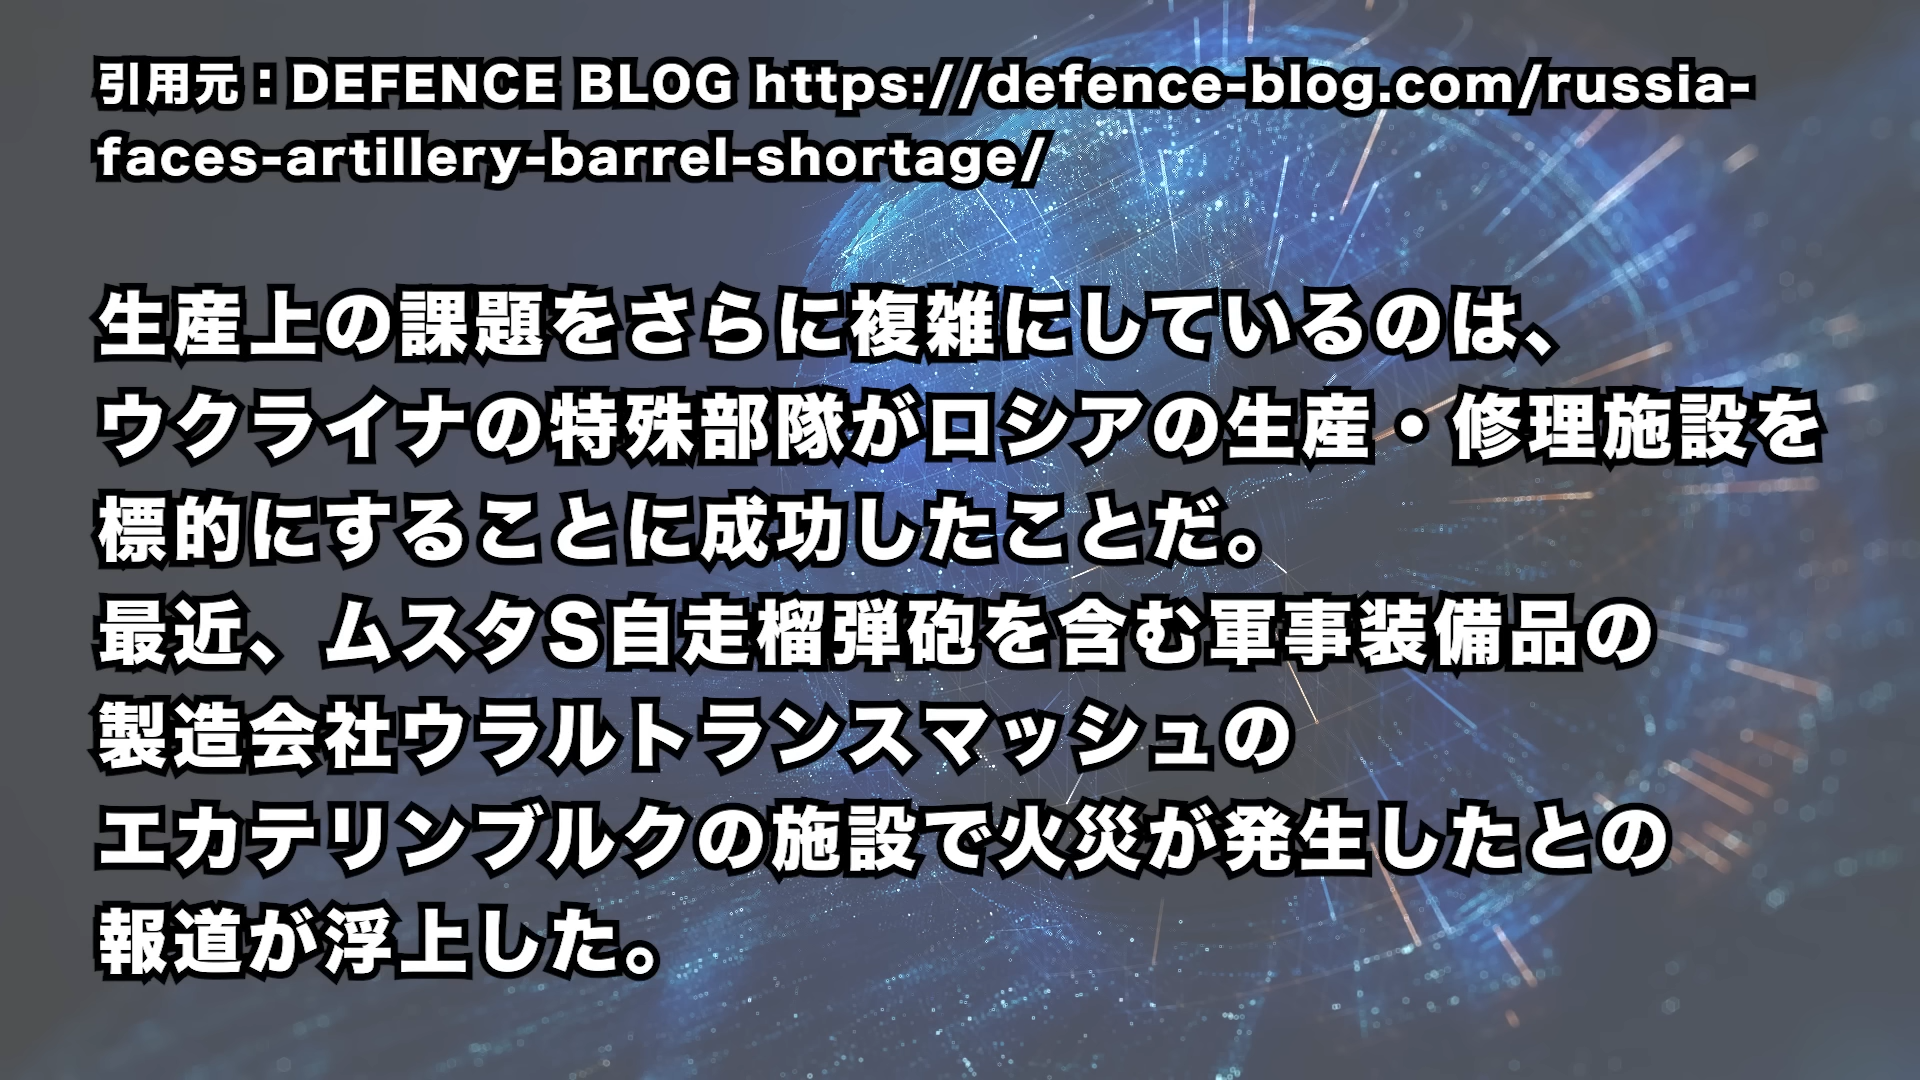 引用元：DEFENCE BLOG https://defence-blog.com/russia-
faces-artillery-barrel-shortage/
生産上の課題をさらに複雑にしているのは、
ウクライナの特殊部隊がロシアの生産・修理施設を
標的にすることに成功したことだ。
最近、ムスタS自走榴弾砲を含む軍事装備品の
製造会社ウラルトランスマッシュの
エカテリンブルクの施設で火災が発生したとの
報道が浮上した。